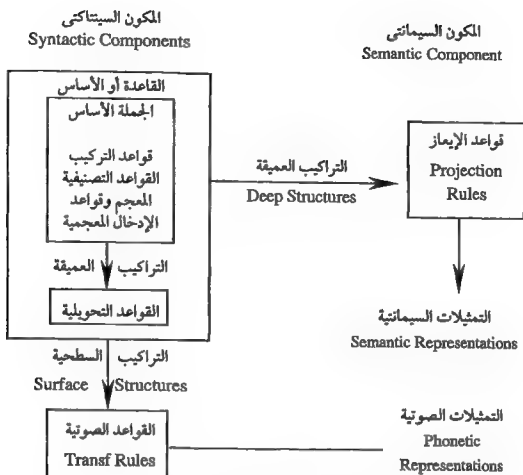 المكون السينتاكتى
Syntactic Components
المكون السيمانتى
Semantic Component
القاعدة أو الأساس
الجملة الأساس
قواعد التركيب
القواعد التصنيفية
المعجم وقواعد
الإدخال المعجمية
التراكيب العميقة
القواعد التحويلية
التراكيب العميقة
Deep Structures
قواعد الإيعاز
Projection
Rules
التمثيلات السيمانتية
Semantic Representations
التراكيب السطحية
Surface Structures
القواعد الصوتية
Transf Rules
التمثيلات الصوتية
Phonetic
Representations